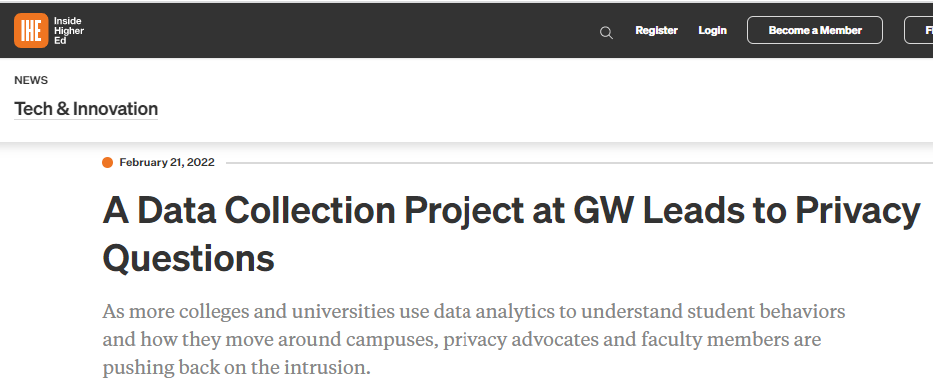 IHE
Inside
Higher
Ed
Register
Login
Become a Member
NEWS
Tech & Innovation
February 21, 2022
A Data Collection Project at GW Leads to Privacy
Questions
As more colleges and universities use data analytics to understand student behaviors
and how they move around campuses, privacy advocates and faculty members are
pushing back on the intrusion.